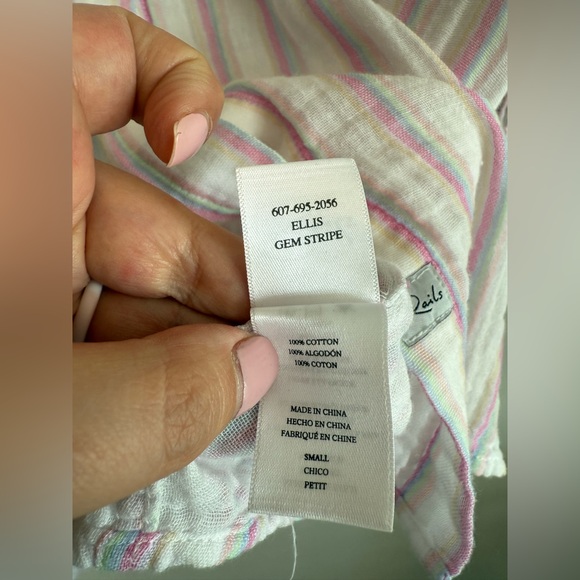 607-695-2056
ELLIS
GEM STRIPE
Rails
100% COTTON
100% ALGODÓN
100% COTON
MADE IN CHINA
HECHO EN CHINA
FABRIQUÉ EN CHINE
SMALL
CHICO
PETIT